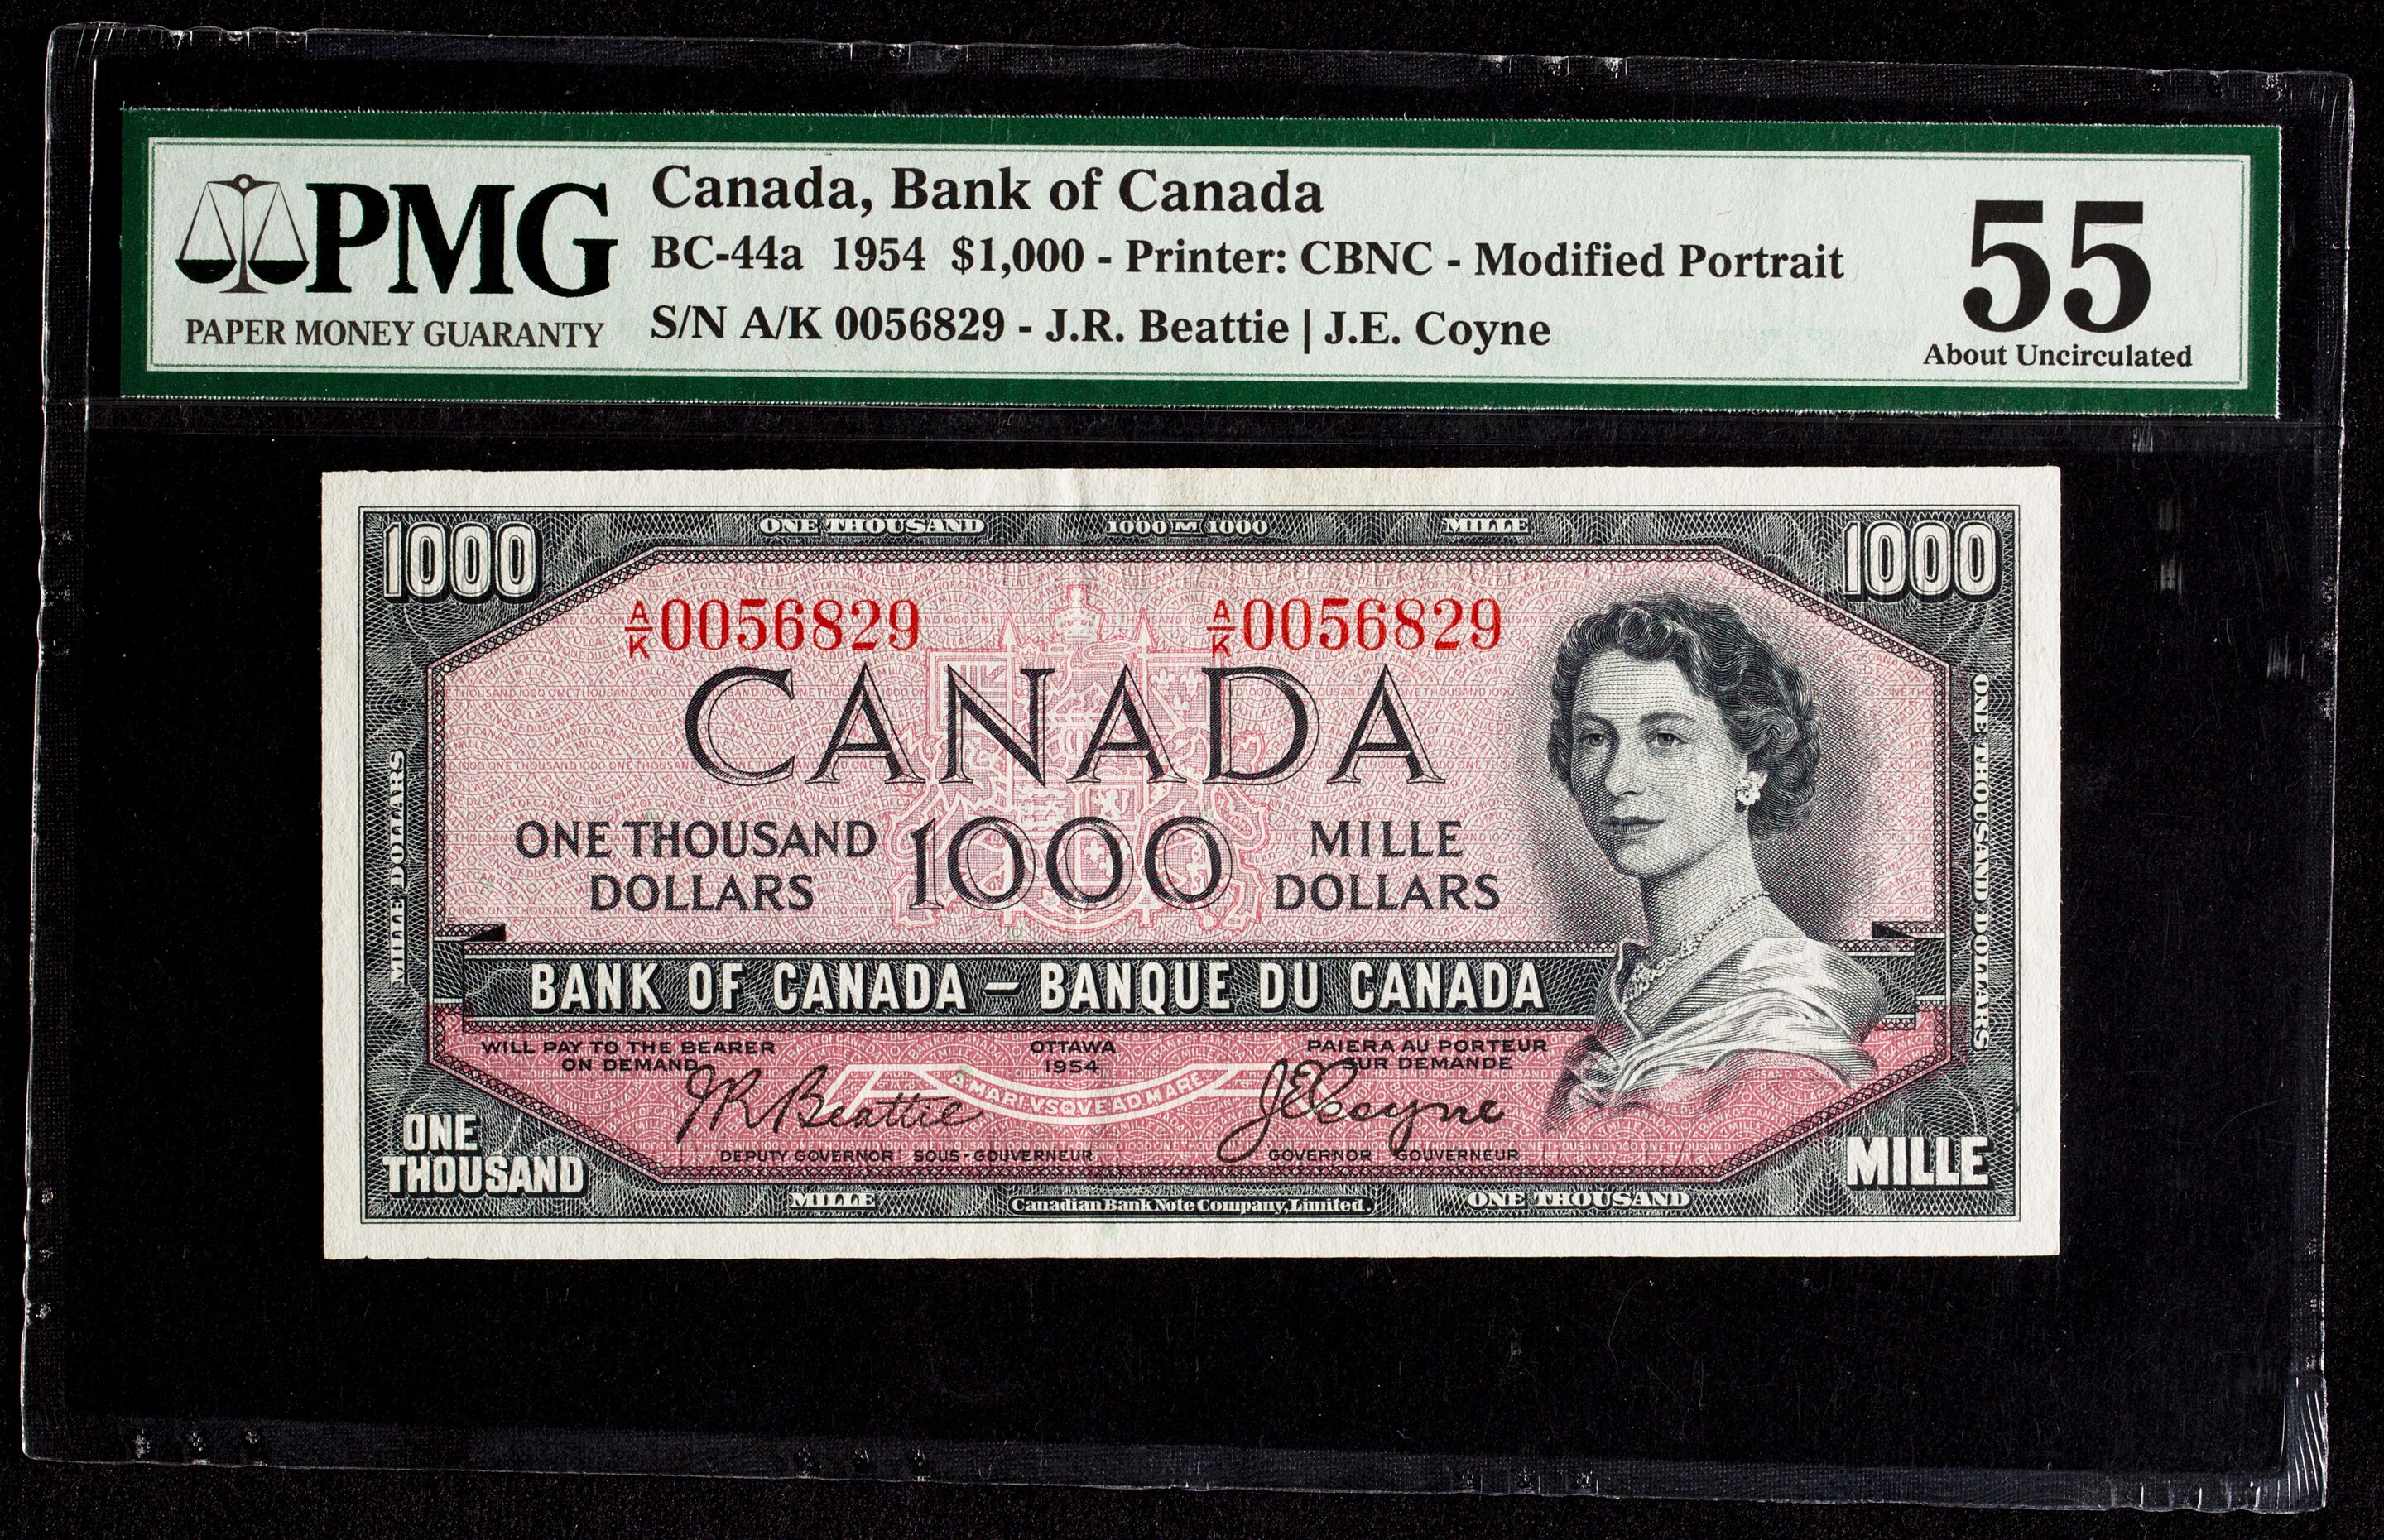 PMG
PAPER MONEY GUARANTY
Canada, Bank of Canada
BC-44a 1954 $1,000 - Printer: CBNC - Modified Portrait
S/N A/K 0056829 - J.R. Beattie | J.E. Coyne
55
About Uncirculated
1000
ONE THOUSAND
1000 M 1000
MILLE
1000
A/K 0056829
A/K 0056829
CANADA
MILLE DOLLARS
ONE THOUSAND DOLLARS
ONE THOUSAND
DOLLARS
1000
MILLE
DOLLARS
BANK OF CANADA – BANQUE DU CANADA
WILL PAY TO THE BEARER
ON DEMAND
OTTAWA
1954
PAIERA AU PORTEUR
SUR DEMANDE
A MARI VSQVE AD MARE
JR Beattie
JE Coyne
DEPUTY GOVERNOR SOUS-GOUVERNEUR
GOVERNOR GOUVERNEUR
ONE
THOUSAND
MILLE
MILLE
Canadian Bank Note Company, Limited.
ONE THOUSAND